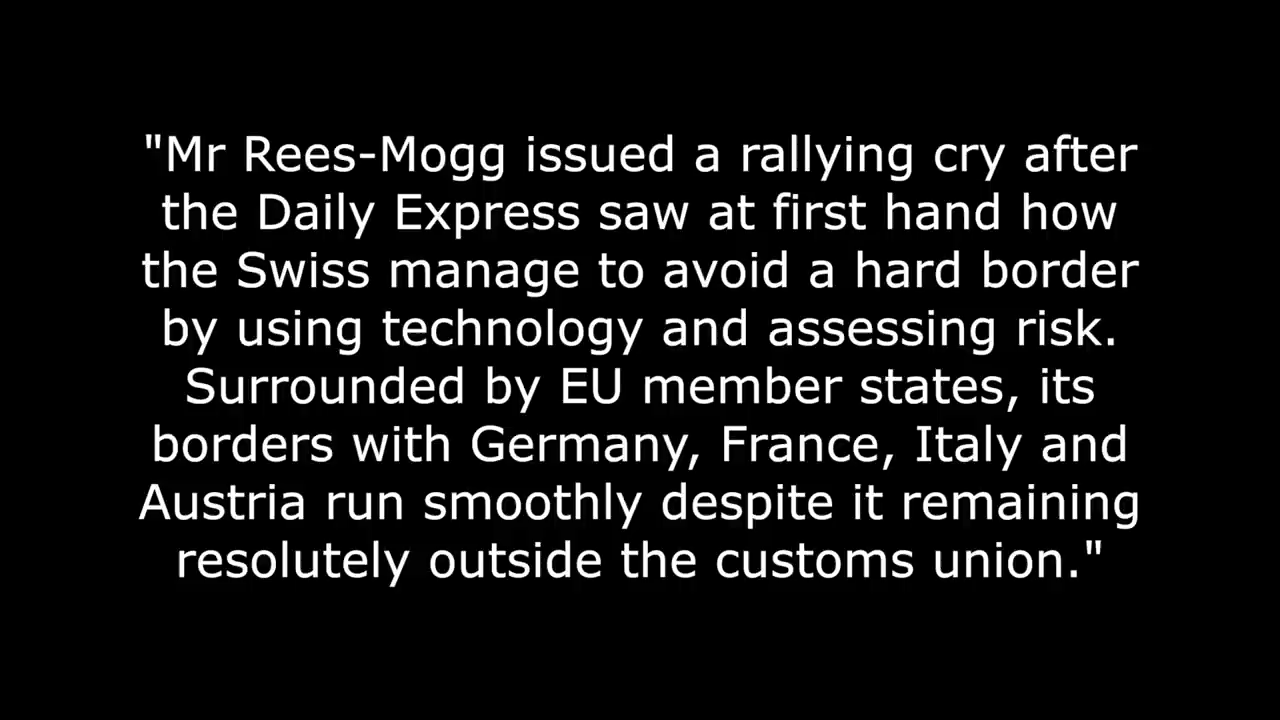 "Mr Rees-Mogg issued a rallying cry after
the Daily Express saw at first hand how
the Swiss manage to avoid a hard border
by using technology and assessing risk.
Surrounded by EU member states, its
borders with Germany, France, Italy and
Austria run smoothly despite it remaining
resolutely outside the customs union."